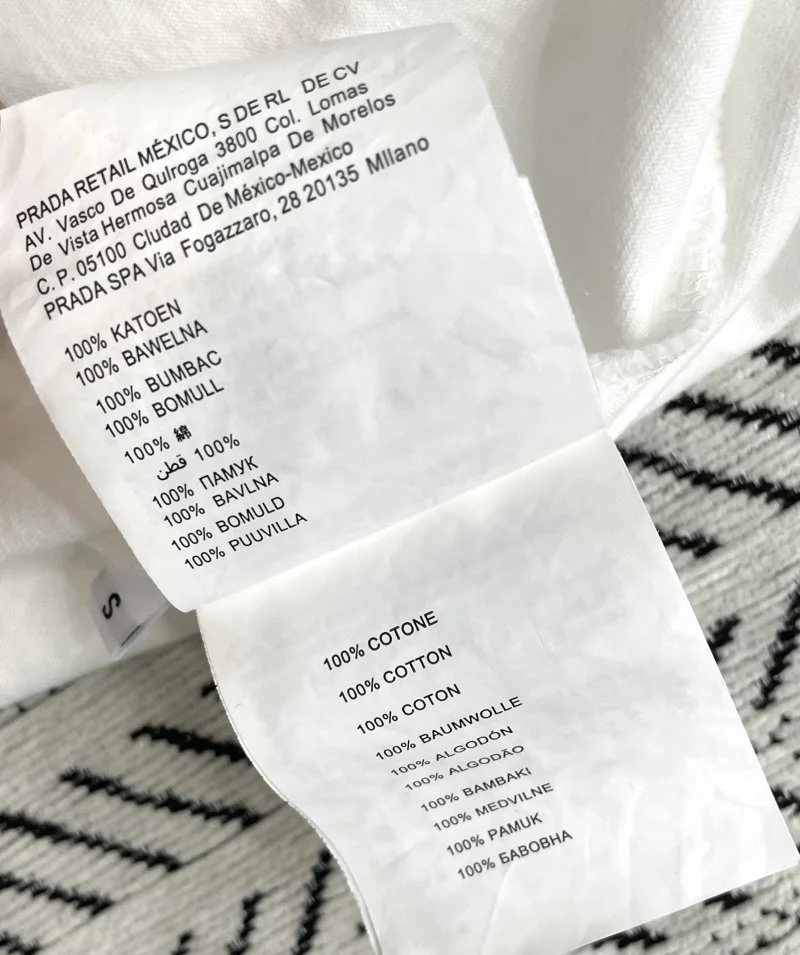 PRADA RETAIL MÉXICO, S DE RL DE CV
AV. Vasco De Quiroga 3800 Col. Lomas
De Vista Hermosa Cuajimalpa De Morelos
C.P.05100 Ciudad De México-Mexico
PRADA SPA Via Fogazzaro, 28 20135 MIlano
100% KATOEN
100% BAWELNA
100% BUMBAC
100% BOMULL
100% 綿
100% قطن
100% ПАМУК
100% BAVLNA
100% BOMULD
100% PUUVILLA
S
100% COTONE
100% COTTON
100% COTON
100% BAUMWOLLE
100% ALGODÓN
100% ALGODÃO
100% BAMBAKI
100% MEDVILNE
100% PAMUK
100% БАВОВНА